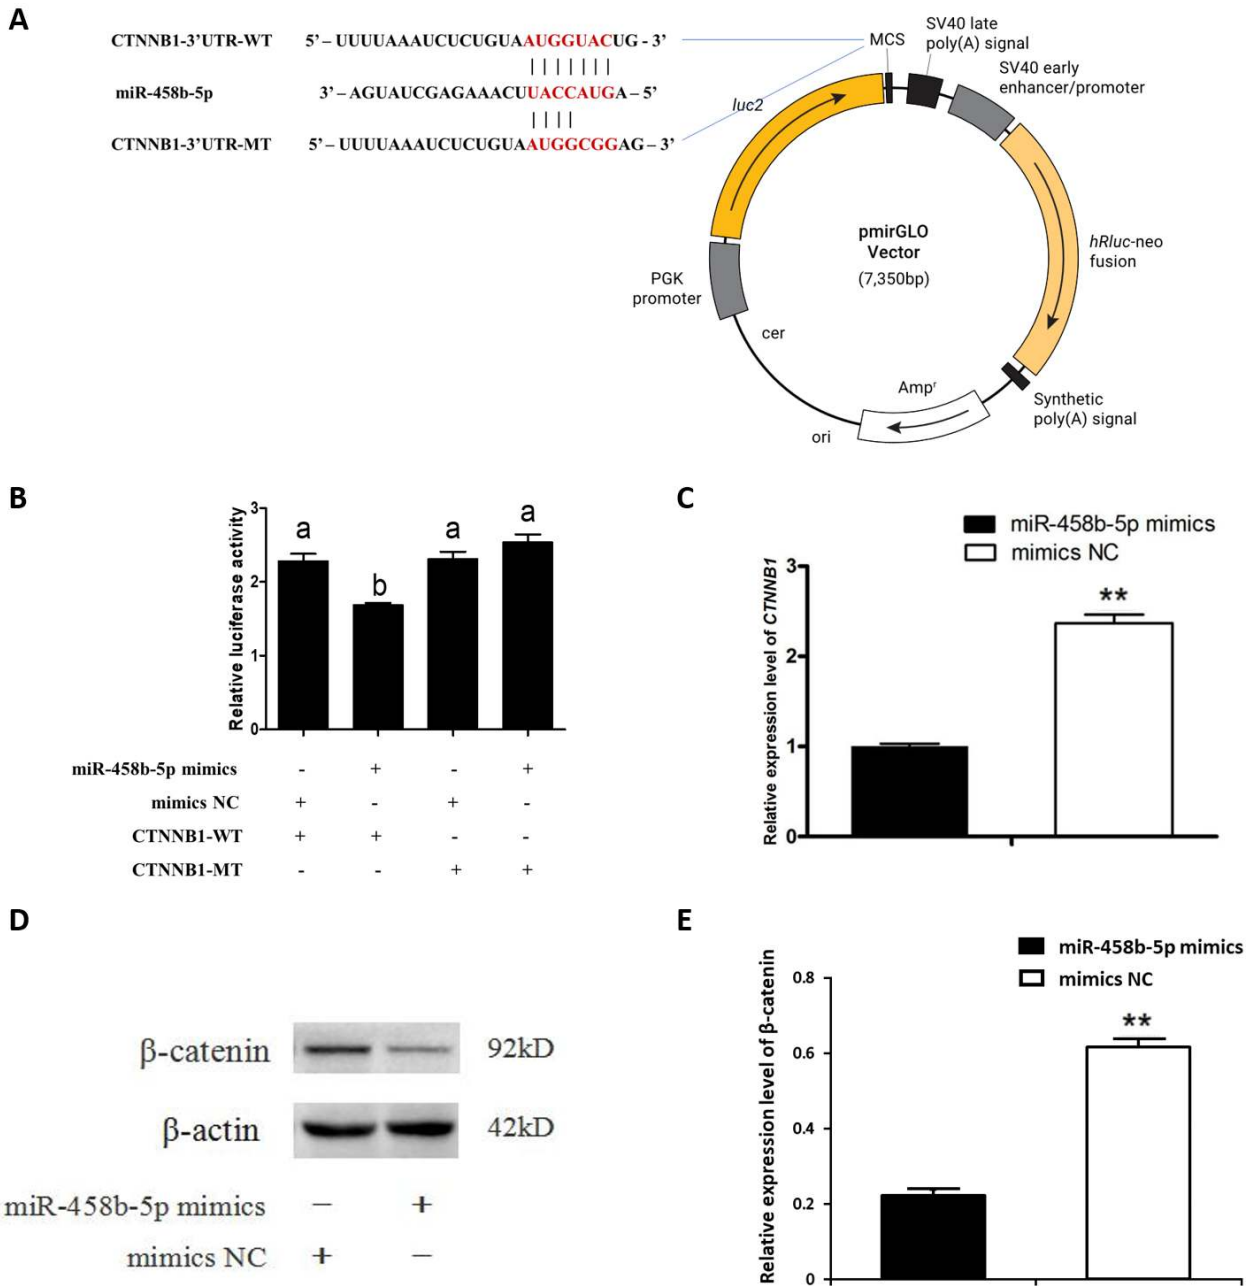 A
CTNNB1-3’UTR-WT 5’– UUUUAAAUCUCUGUAAUGGUACUG - 3’
miR-458b-5p 3’– AGUAUCGAGAAACUUACCAUGA– 5’
CTNNB1-3’UTR-MT 5’– UUUUAAAUCUCUGUAAUGGCGGAG– 3’
MCS
SV40 late
poly(A) signal
SV40 early
enhancer/promoter
luc2
pmirGLO
Vector
(7,350bp)
hRluc-neo
fusion
PGK
promoter
cer
Ampʳ
ori
Synthetic
poly(A) signal
B
Relative luciferase activity
3
2
1
0
a
b
a
a
miR-458b-5p mimics - + - +
mimics NC + - + -
CTNNB1-WT + + - -
CTNNB1-MT - - + +
C
miR-458b-5p mimics
mimics NC
Relative expression level of CTNNB1
3
2
1
0
**
D
β-catenin 92kD
β-actin 42kD
miR-458b-5p mimics − +
mimics NC + −
E
miR-458b-5p mimics
mimics NC
Relative expression level of β-catenin
0.8
0.6
0.4
0.2
0
**